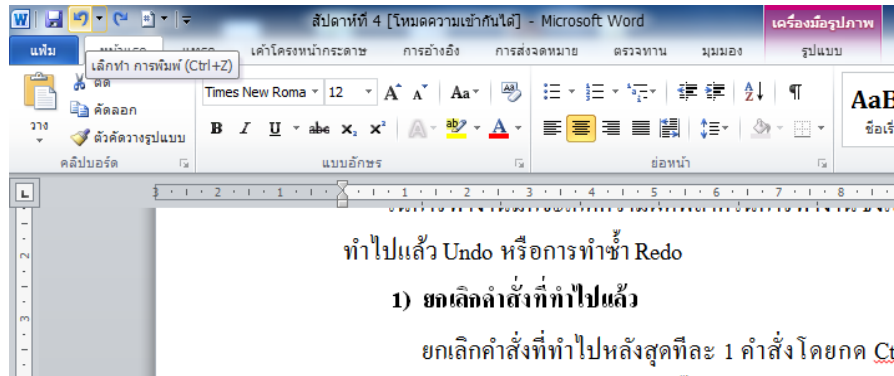 สัปดาห์ที่ 4 [โหมดความเข้ากันได้] - Microsoft Word
เครื่องมือรูปภาพ
แฟ้ม เค้าโครงหน้ากระดาษ การอ้างอิง การส่งจดหมาย ตรวจทาน มุมมอง รูปแบบ
เลิกทำ การพิมพ์ (Ctrl+Z)
ตัด
คัดลอก
ตัวคัดวางรูปแบบ
วาง
คลิปบอร์ด
Times New Roma 12
แบบอักษร
ย่อหน้า
3 2 1 1 2 3 4 5 6 7 8
ทำไปแล้ว Undo หรือการทำซ้ำ Redo
1) ยกเลิกคำสั่งที่ทำไปแล้ว
ยกเลิกคำสั่งที่ทำไปหลังสุดทีละ 1 คำสั่งโดยกด